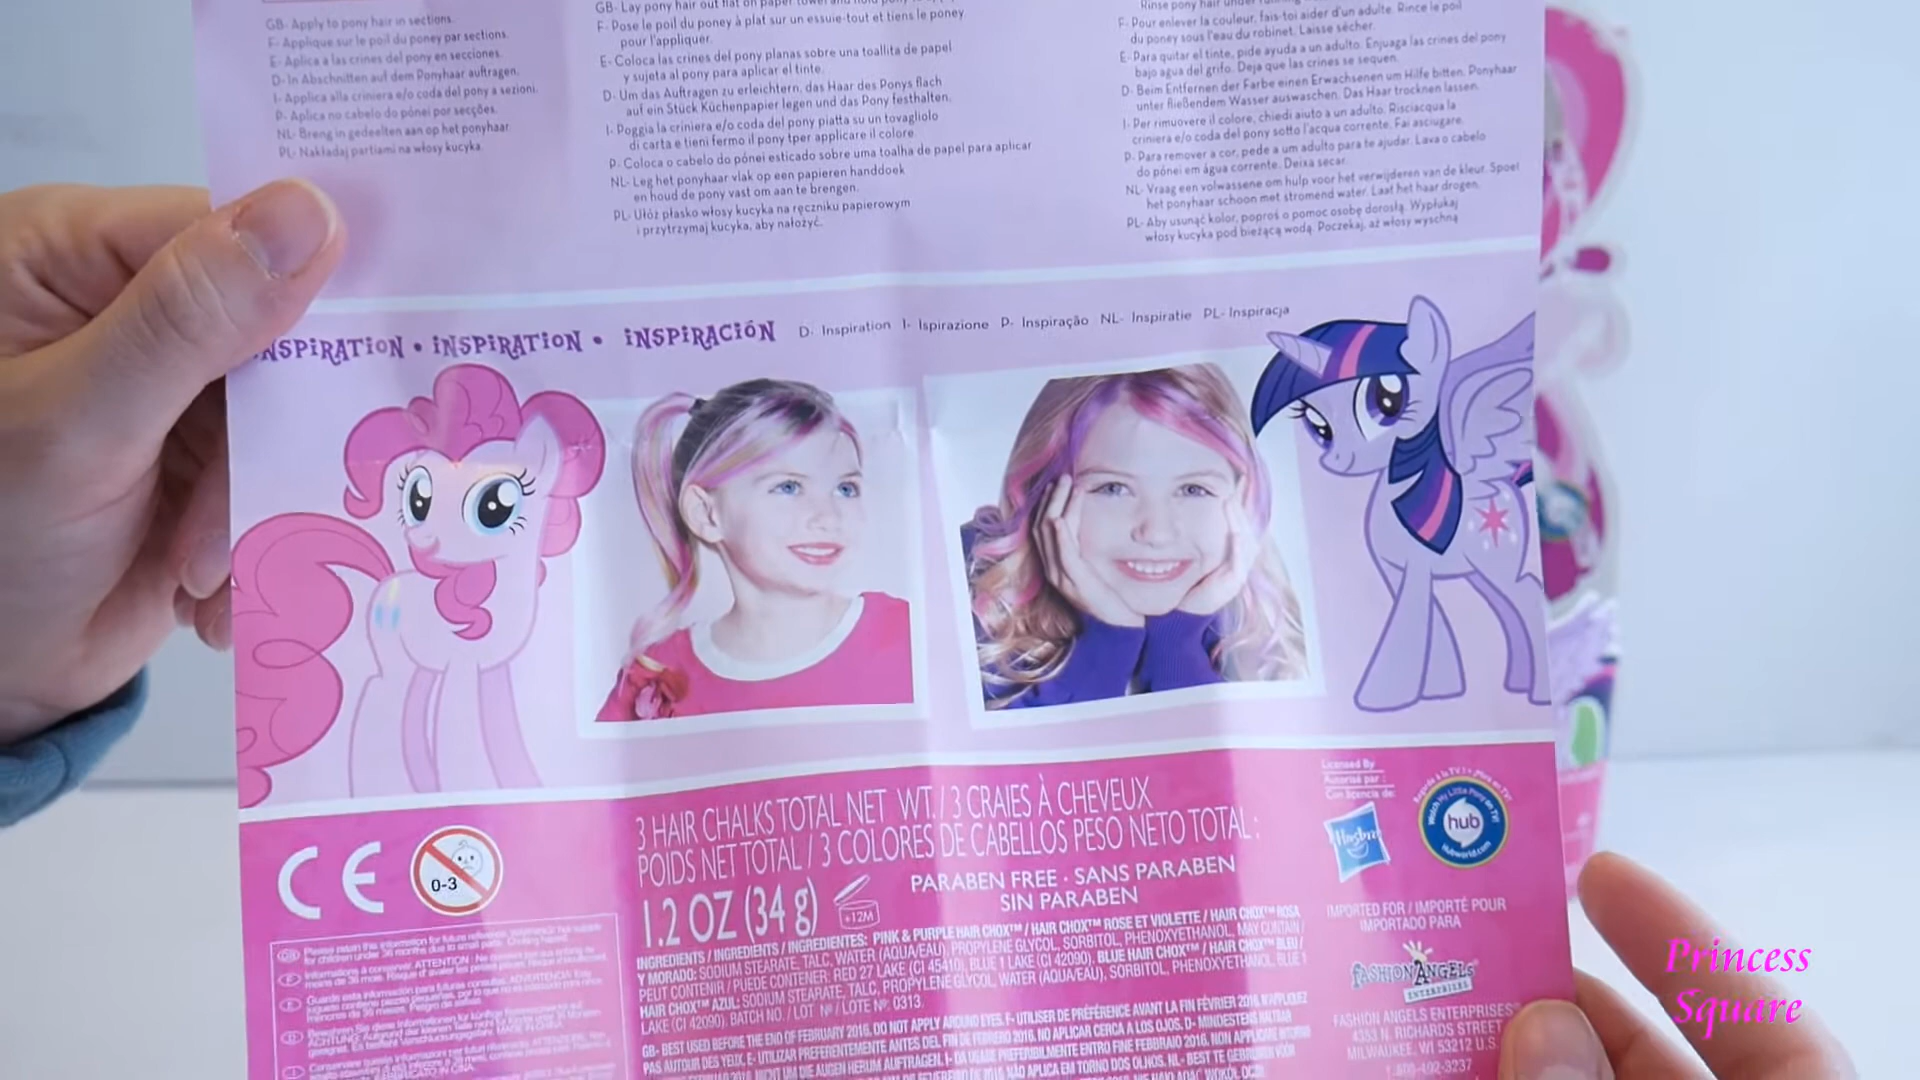 GB- Apply to pony hair in sections.
F- Applique sur le poil du poney par sections.
E- Aplica a las crines del pony en secciones.
D- In Abschnitten auf dem Ponyhaar auftragen.
I- Applica alla criniera e/o coda del pony a sezioni.
P- Aplica no cabelo do pónei por secções.
NL- Breng in gedeelten aan op het ponyhaar.
PL- Nakładaj partiami na włosy kucyka.
GB- Lay pony hair out flat on paper towel and hold pony to
F- Pose le poil du poney à plat sur un essuie-tout et tiens le poney
pour l'appliquer.
E- Coloca las crines del pony planas sobre una toallita de papel
y sujeta al pony para aplicar el tinte.
D- Um das Auftragen zu erleichtern, das Haar des Ponys flach
auf ein Stück Küchenpapier legen und das Pony festhalten.
I- Poggia la criniera e/o coda del pony piatta su un tovagliolo
di carta e tieni fermo il pony tper applicare il colore.
P- Coloca o cabelo do pónei esticado sobre uma toalha de papel para aplicar
NL- Leg het ponyhaar vlak op een papieren handdoek
en houd de pony vast om aan te brengen.
PL- Ułóż płasko włosy kucyka na ręczniku papierowym
i przytrzymaj kucyka, aby nałożyć.
Rinse pony hair under running
F- Pour enlever la couleur, fais-toi aider d'un adulte. Rince le poil
du poney sous l'eau du robinet. Laisse sécher.
E- Para quitar el tinte, pide ayuda a un adulto. Enjuaga las crines del pony
bajo agua del grifo. Deja que las crines se sequen.
D- Beim Entfernen der Farbe einen Erwachsenen um Hilfe bitten. Ponyhaar
unter fließendem Wasser auswaschen. Das Haar trocknen lassen.
I- Per rimuovere il colore, chiedi aiuto a un adulto. Risciacqua la
criniera e/o coda del pony sotto l'acqua corrente. Fai asciugare.
P- Para remover a cor, pede a um adulto para te ajudar. Lava o cabelo
do pónei em água corrente. Deixa secar.
NL- Vraag een volwassene om hulp voor het verwijderen van de kleur. Spoel
het ponyhaar schoon met stromend water. Laat het haar drogen.
PL- Aby usunąć kolor, poproś o pomoc osobę dorosłą. Wypłukaj
włosy kucyka pod bieżącą wodą. Poczekaj, aż włosy wyschną
INSPIRATION • INSPIRATION • INSPIRACIÓN D- Inspiration I- Ispirazione P- Inspiração NL- Inspiratie PL- Inspiracja
3 HAIR CHALKS TOTAL NET WT. / 3 CRAIES À CHEVEUX
POIDS NET TOTAL / 3 COLORES DE CABELLOS PESO NETO TOTAL :
1.2 OZ (34 g)
+12M
PARABEN FREE · SANS PARABEN
SIN PARABEN
CE
0-3
INGREDIENTS / INGRÉDIENTS / INGREDIENTES: PINK & PURPLE HAIR CHOX™ / HAIR CHOX™ ROSE ET VIOLETTE / HAIR CHOX™ ROSA
Y MORADO: SODIUM STEARATE, TALC, WATER (AQUA/EAU), PROPYLENE GLYCOL, SORBITOL, PHENOXYETHANOL. MAY CONTAIN /
PEUT CONTENIR / PUEDE CONTENER: RED 27 LAKE (CI 45410), BLUE 1 LAKE (CI 42090). BLUE HAIR CHOX™ / HAIR CHOX™ BLEU /
HAIR CHOX™ AZUL: SODIUM STEARATE, TALC, PROPYLENE GLYCOL, WATER (AQUA/EAU), SORBITOL, PHENOXYETHANOL, BLUE 1
LAKE (CI 42090). BATCH NO. / LOT Nº / LOTE Nº: 0313.
GB- BEST USED BEFORE THE END OF FEBRUARY 2016. DO NOT APPLY AROUND EYES. F- UTILISER DE PRÉFÉRENCE AVANT LA FIN FÉVRIER 2016. N'APPLIQUEZ
PAS AUTOUR DES YEUX. E- UTILIZAR PREFERENTEMENTE ANTES DEL FIN DE FEBRERO DE 2016. NO APLICAR CERCA A LOS OJOS. D- MINDESTENS HALTBAR
Licensed By
Autorisé par :
Con licencia de:
Hasbro
Watch My Little Pony on TV!
hub
Hubworld.com
IMPORTED FOR / IMPORTÉ POUR
IMPORTADO PARA
FASHION ANGELS
ENTERPRISES
FASHION ANGELS ENTERPRISES
4353 N. RICHARDS STREET
MILWAUKEE, WI 53212 U.S.
1-800-492-3237
Princess
Square